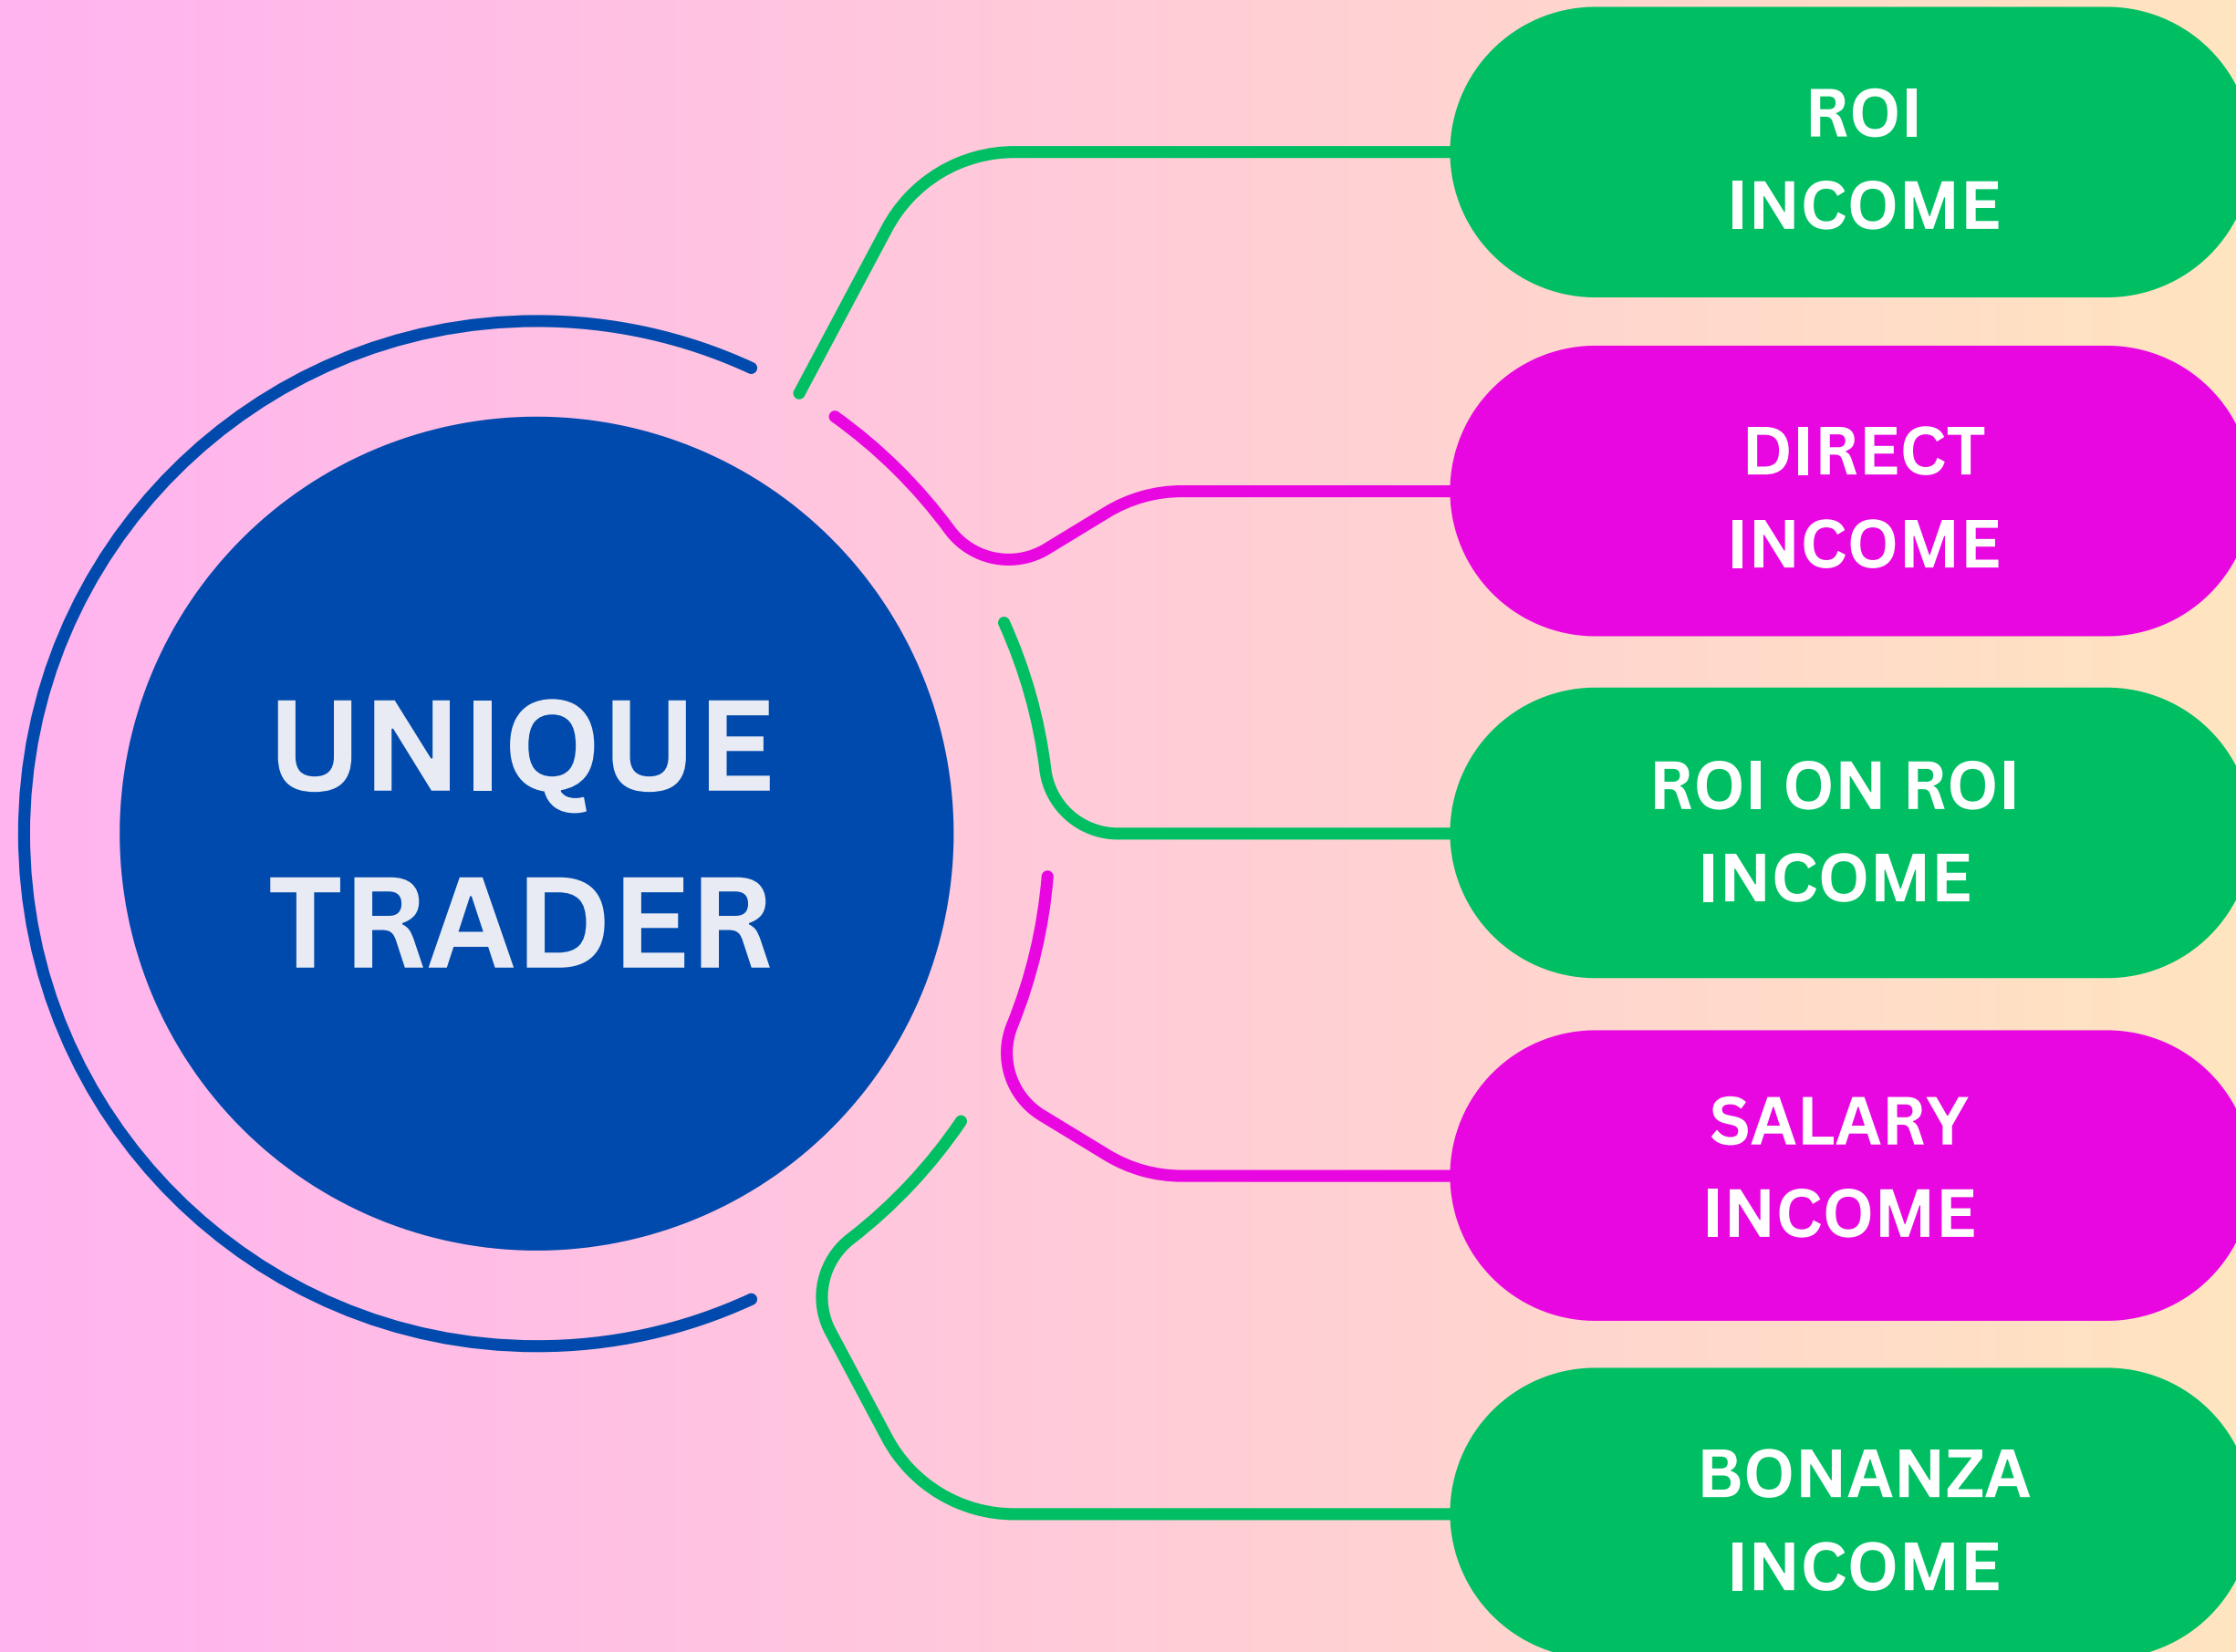 UNIQUE
TRADER
ROI
INCOME
DIRECT
INCOME
ROI ON ROI
INCOME
SALARY
INCOME
BONANZA
INCOME